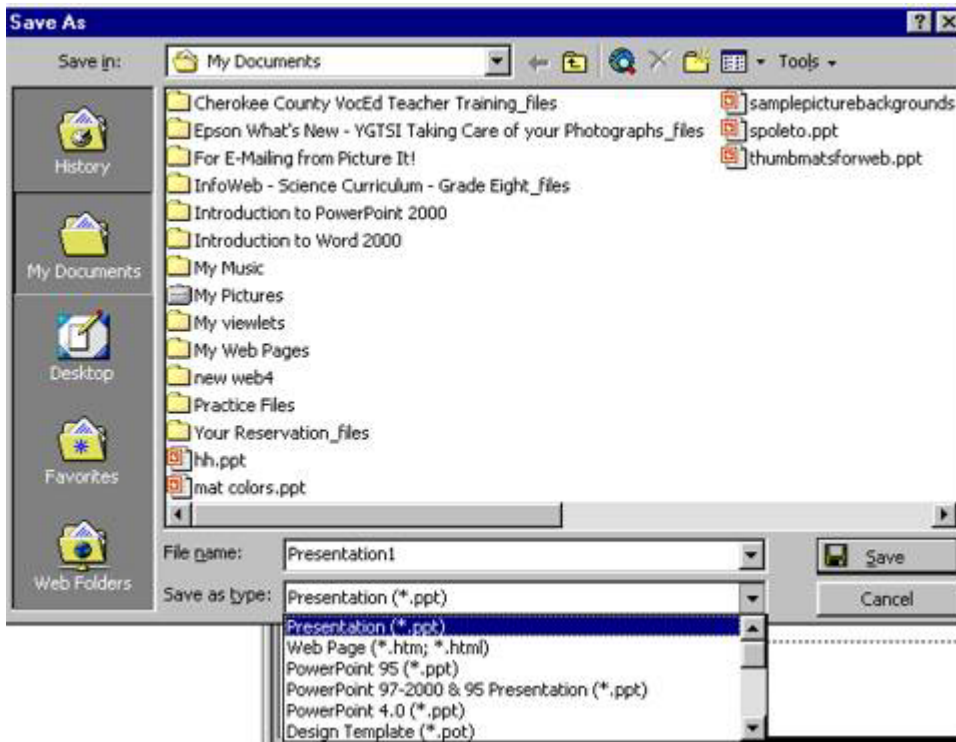 Save As
Save in:
My Documents
Tools
History
My Documents
Desktop
Favorites
Web Folders
Cherokee County VocEd Teacher Training_files
Epson What's New - YGTSI Taking Care of your Photographs_files
For E-Mailing from Picture It!
InfoWeb - Science Curriculum - Grade Eight_files
Introduction to PowerPoint 2000
Introduction to Word 2000
My Music
My Pictures
My viewlets
My Web Pages
new web4
Practice Files
Your Reservation_files
hh.ppt
mat colors.ppt
samplepicturebackgrounds
spoleto.ppt
thumbmatsforweb.ppt
File name:
Presentation1
Save
Save as type:
Presentation (*.ppt)
Cancel
Presentation (*.ppt)
Web Page (*.htm; *.html)
PowerPoint 95 (*.ppt)
PowerPoint 97-2000 & 95 Presentation (*.ppt)
PowerPoint 4.0 (*.ppt)
Design Template (*.pot)